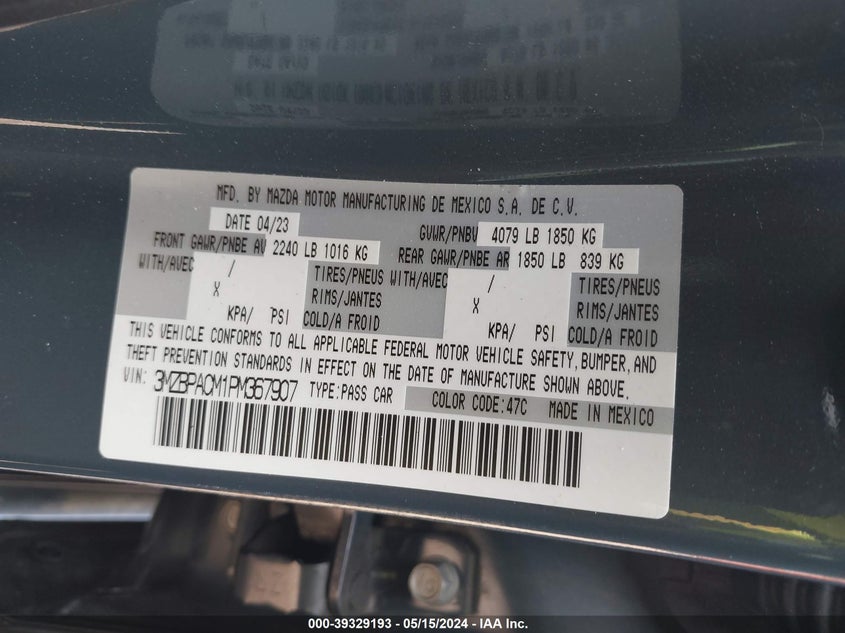 MFD. BY MAZDA MOTOR MANUFACTURING DE MEXICO S.A. DE C.V.
DATE 04/23 GVWR/PNBV 4079 LB 1850 KG
FRONT GAWR/PNBE AV 2240 LB 1016 KG REAR GAWR/PNBE AR 1850 LB 839 KG
WITH/AVEC / TIRES/PNEUS WITH/AVEC / TIRES/PNEUS
X RIMS/JANTES X RIMS/JANTES
KPA/ PSI COLD/A FROID KPA/ PSI COLD/A FROID
THIS VEHICLE CONFORMS TO ALL APPLICABLE FEDERAL MOTOR VEHICLE SAFETY, BUMPER, AND
THEFT PREVENTION STANDARDS IN EFFECT ON THE DATE OF MANUFACTURE SHOWN ABOVE.
VIN: 3MZBPACM1PM367907 TYPE: PASS CAR COLOR CODE: 47C MADE IN MEXICO
000-39329193 - 05/15/2024 - IAA Inc.